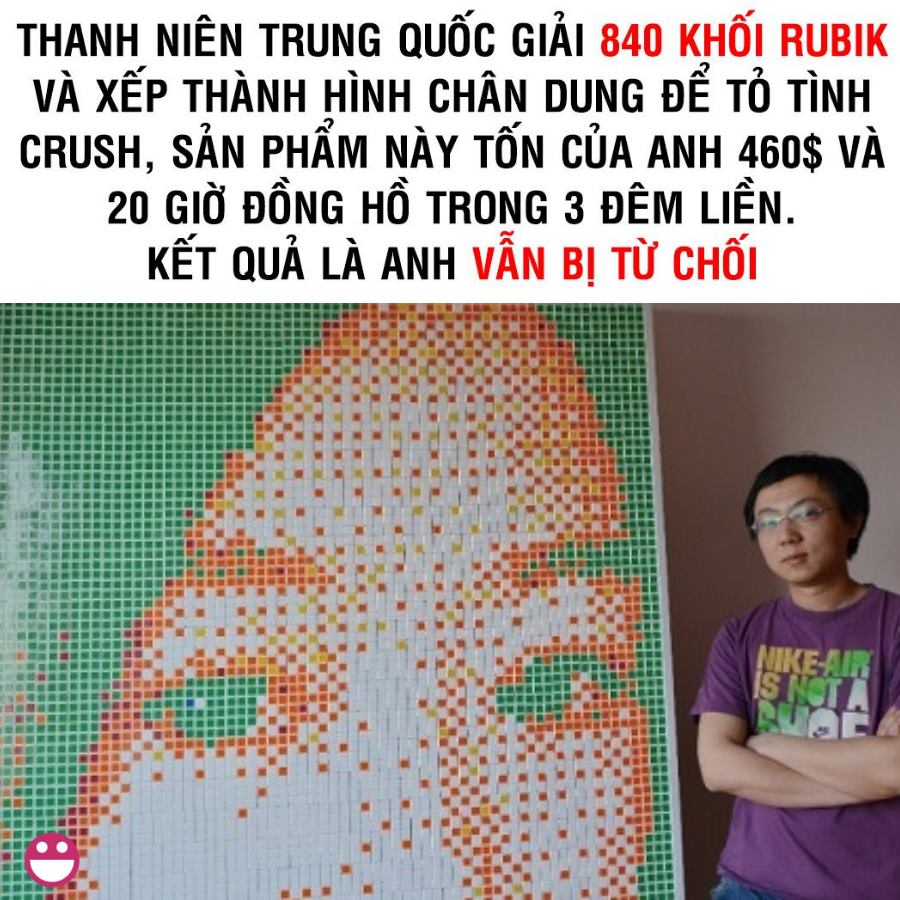 THANH NIÊN TRUNG QUỐC GIẢI 840 KHỐI RUBIK
VÀ XẾP THÀNH HÌNH CHÂN DUNG ĐỂ TỎ TÌNH
CRUSH, SẢN PHẨM NÀY TỐN CỦA ANH 460$ VÀ
20 GIỜ ĐỒNG HỒ TRONG 3 ĐÊM LIỀN.
KẾT QUẢ LÀ ANH VẪN BỊ TỪ CHỐI
NIKE-AIR
IS NOT A